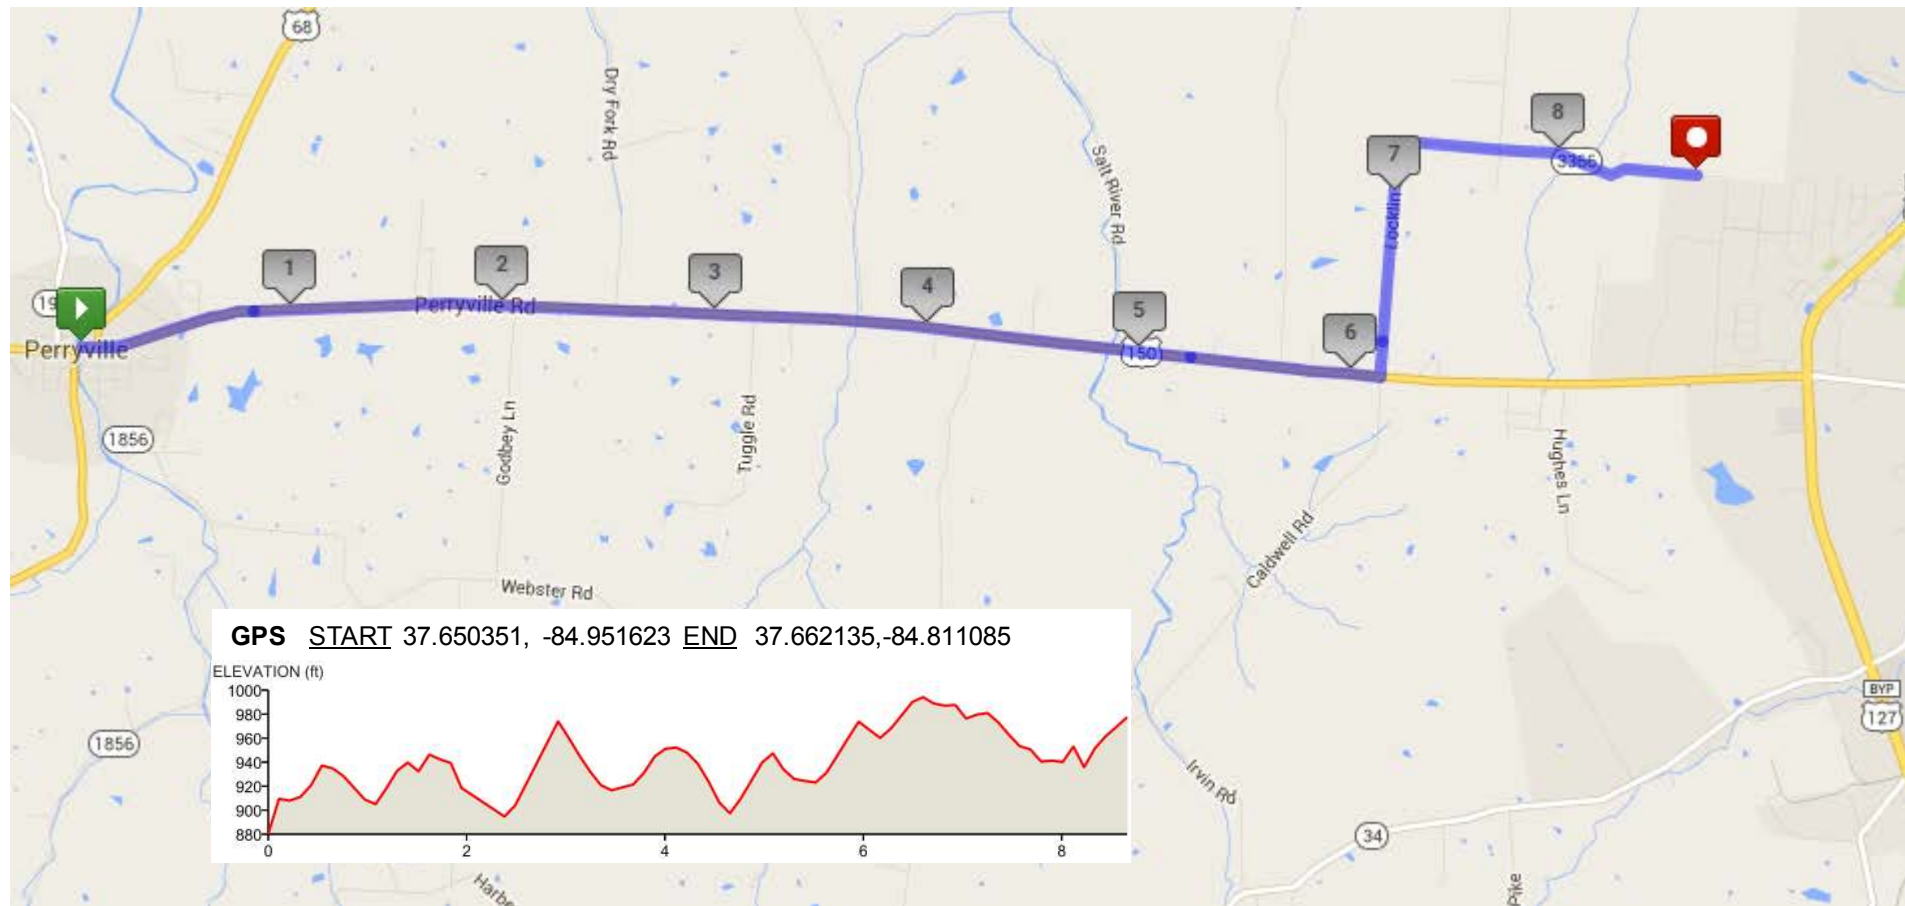 68
Dry Fork Rd
Salt River Rd
8
3356
7
Locklin
1
2
3
4
5
6
19
Perryville Rd
Perryville
150
1856
Godbey Ln
Tuggle Rd
Hughes Ln
Caldwell Rd
Webster Rd
GPS START 37.650351, -84.951623 END 37.662135,-84.811085
ELEVATION (ft)
1000
980
960
940
920
900
880
0 2 4 6 8
BYP
127
1856
Irvin Rd
34
Harbe
Pike